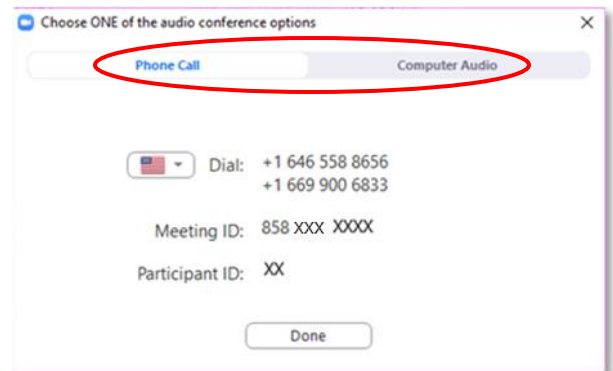 Choose ONE of the audio conference options
Phone Call Computer Audio
Dial: +1 646 558 8656
+1 669 900 6833
Meeting ID: 858 XXX XXXX
Participant ID: XX
Done